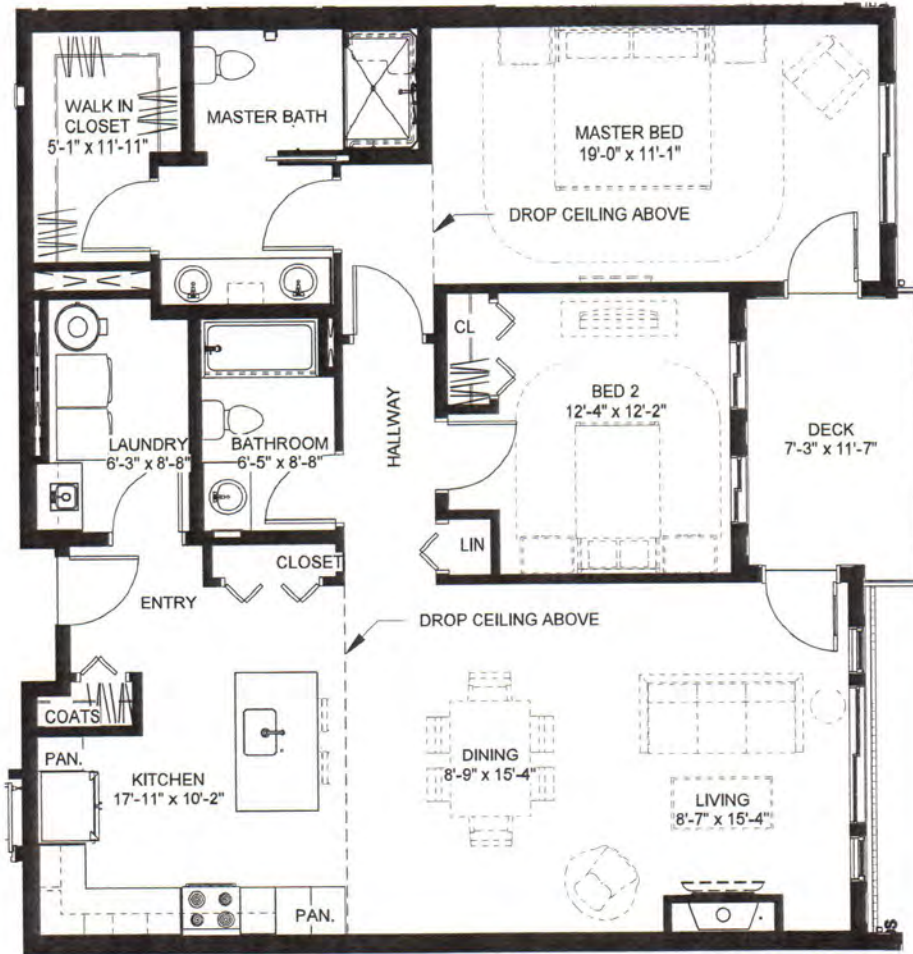 WALK IN
CLOSET
5'-1" x 11'-11"
MASTER BATH
MASTER BED
19'-0" x 11'-1"
DROP CEILING ABOVE
CL
BED 2
12'-4" x 12'-2"
DECK
7'-3" x 11'-7"
HALLWAY
LAUNDRY
6'-3" x 8'-8"
BATHROOM
6'-5" x 8'-8"
LIN
CLOSET
ENTRY
DROP CEILING ABOVE
COATS
PAN.
KITCHEN
17'-11" x 10'-2"
DINING
8'-9" x 15'-4"
LIVING
8'-7" x 15'-4"
PAN.